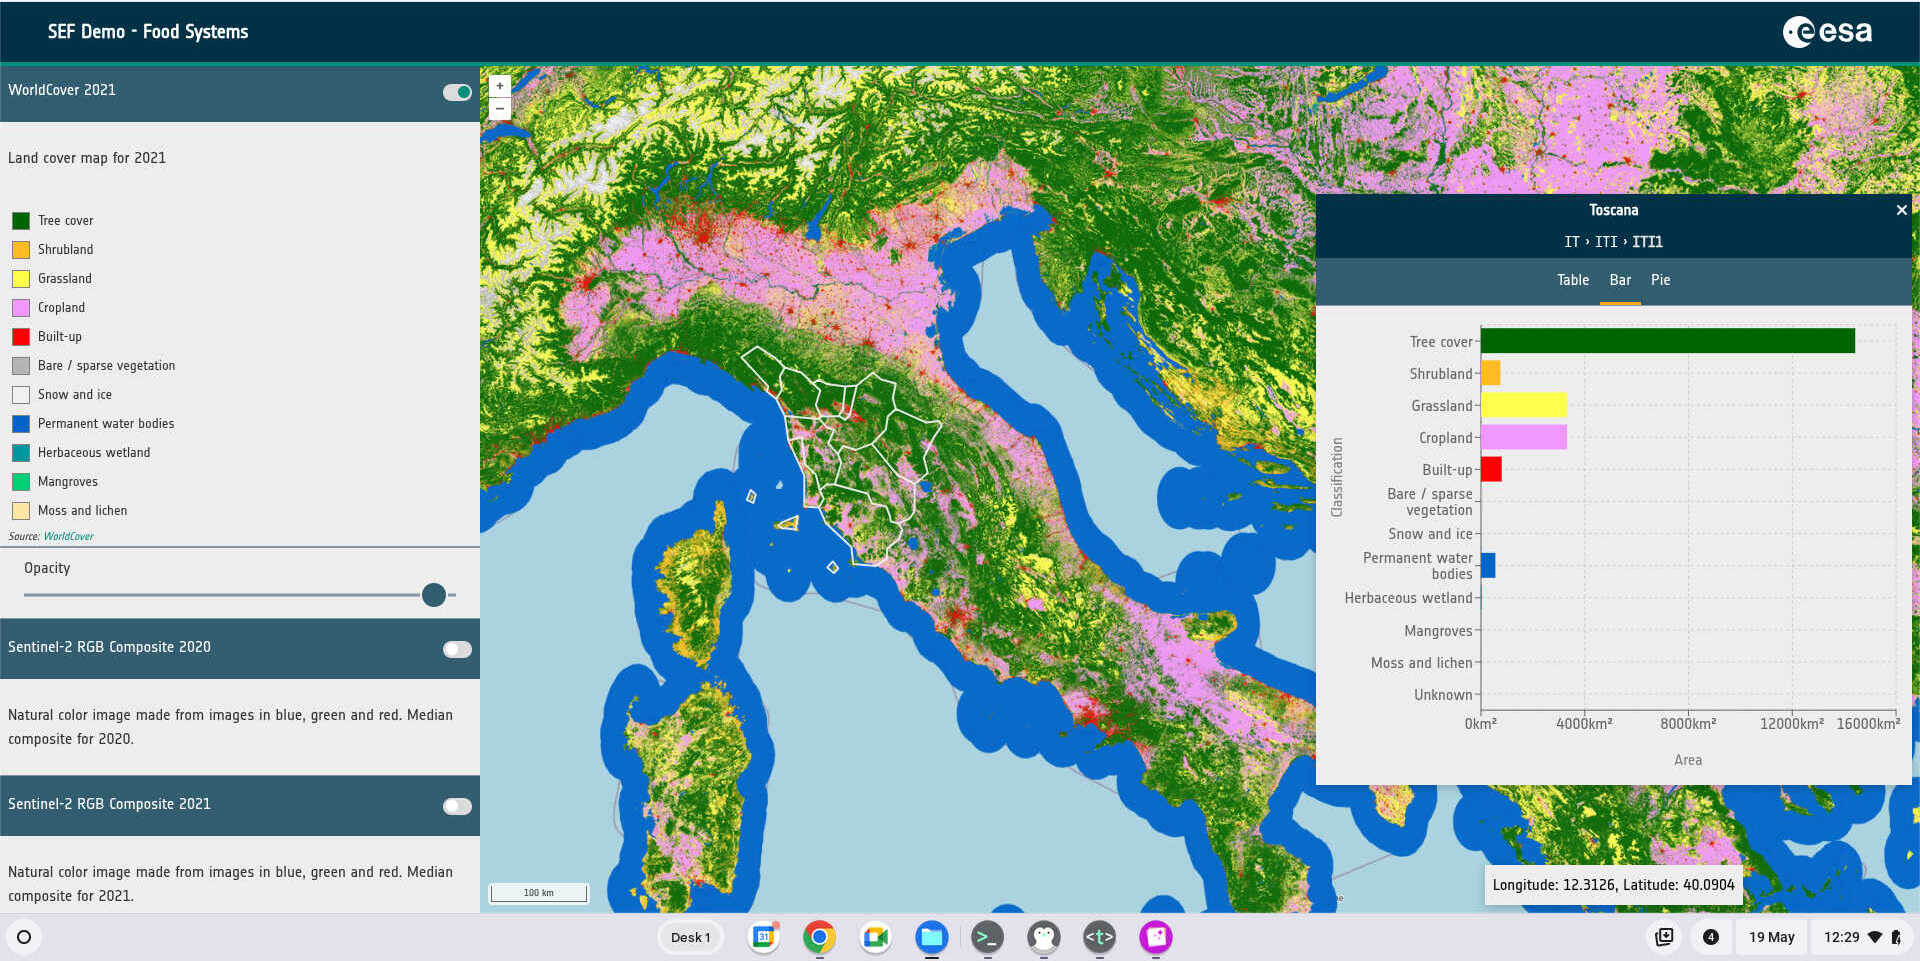 SEF Demo - Food Systems
esa
WorldCover 2021
Land cover map for 2021
Tree cover
Shrubland
Grassland
Cropland
Built-up
Bare / sparse vegetation
Snow and ice
Permanent water bodies
Herbaceous wetland
Mangroves
Moss and lichen
Source: WorldCover
Opacity
Sentinel-2 RGB Composite 2020
Natural color image made from images in blue, green and red. Median
composite for 2020.
Sentinel-2 RGB Composite 2021
Natural color image made from images in blue, green and red. Median
composite for 2021.
+
−
100 km
Toscana
×
IT › ITI › ITI1
Table Bar Pie
Classification
Tree cover
Shrubland
Grassland
Cropland
Built-up
Bare / sparse
vegetation
Snow and ice
Permanent water
bodies
Herbaceous wetland
Mangroves
Moss and lichen
Unknown
0km² 4000km² 8000km² 12000km² 16000km²
Area
Longitude: 12.3126, Latitude: 40.0904
Desk 1
31
>_
<t>
4
19 May
12:29